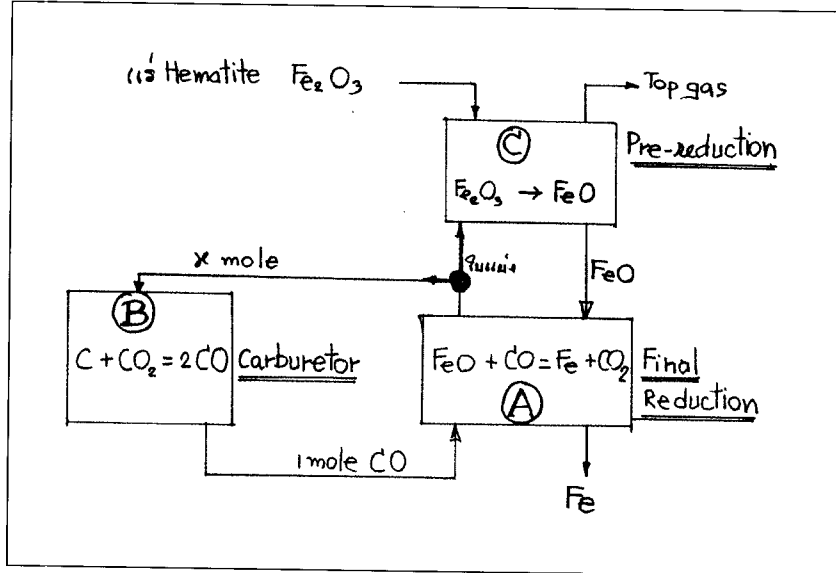 Hematite Fe₂O₃
Top gas
C
Pre-reduction
Fe₂O₃ → FeO
x mole
FeO
B
C + CO₂ = 2CO Carburetor
FeO + CO = Fe + CO₂ Final
Reduction
A
1 mole CO
Fe